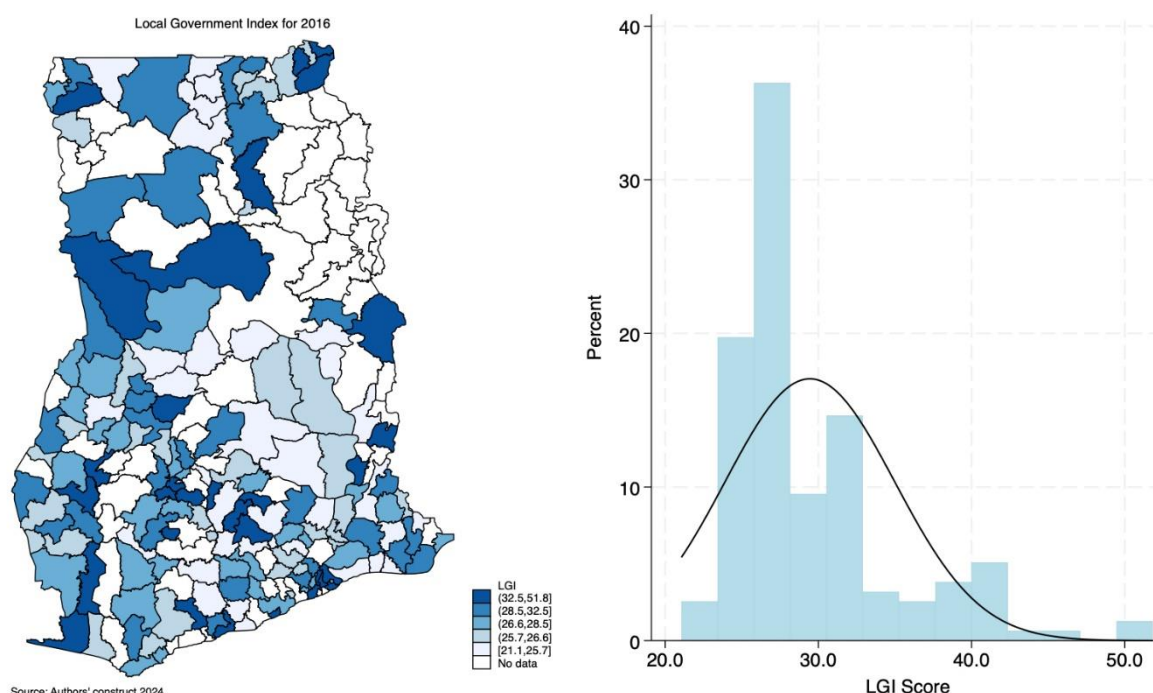 Local Government Index for 2016
LGI
(32.5,51.8]
(28.5,32.5]
(26.6,28.5]
(25.7,26.6]
[21.1,25.7]
No data
Source: Authors' construct 2024
40
30
20
10
0
Percent
20.0 30.0 40.0 50.0
LGI Score